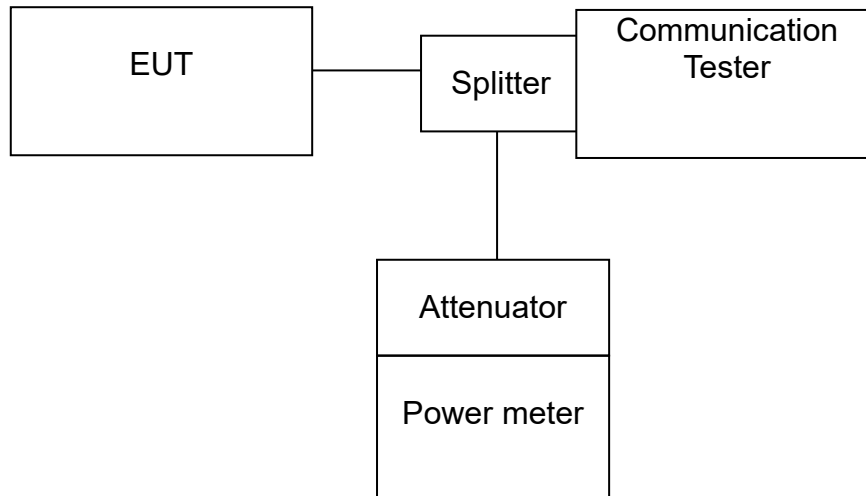 EUT
Splitter
Communication
Tester
Attenuator
Power meter